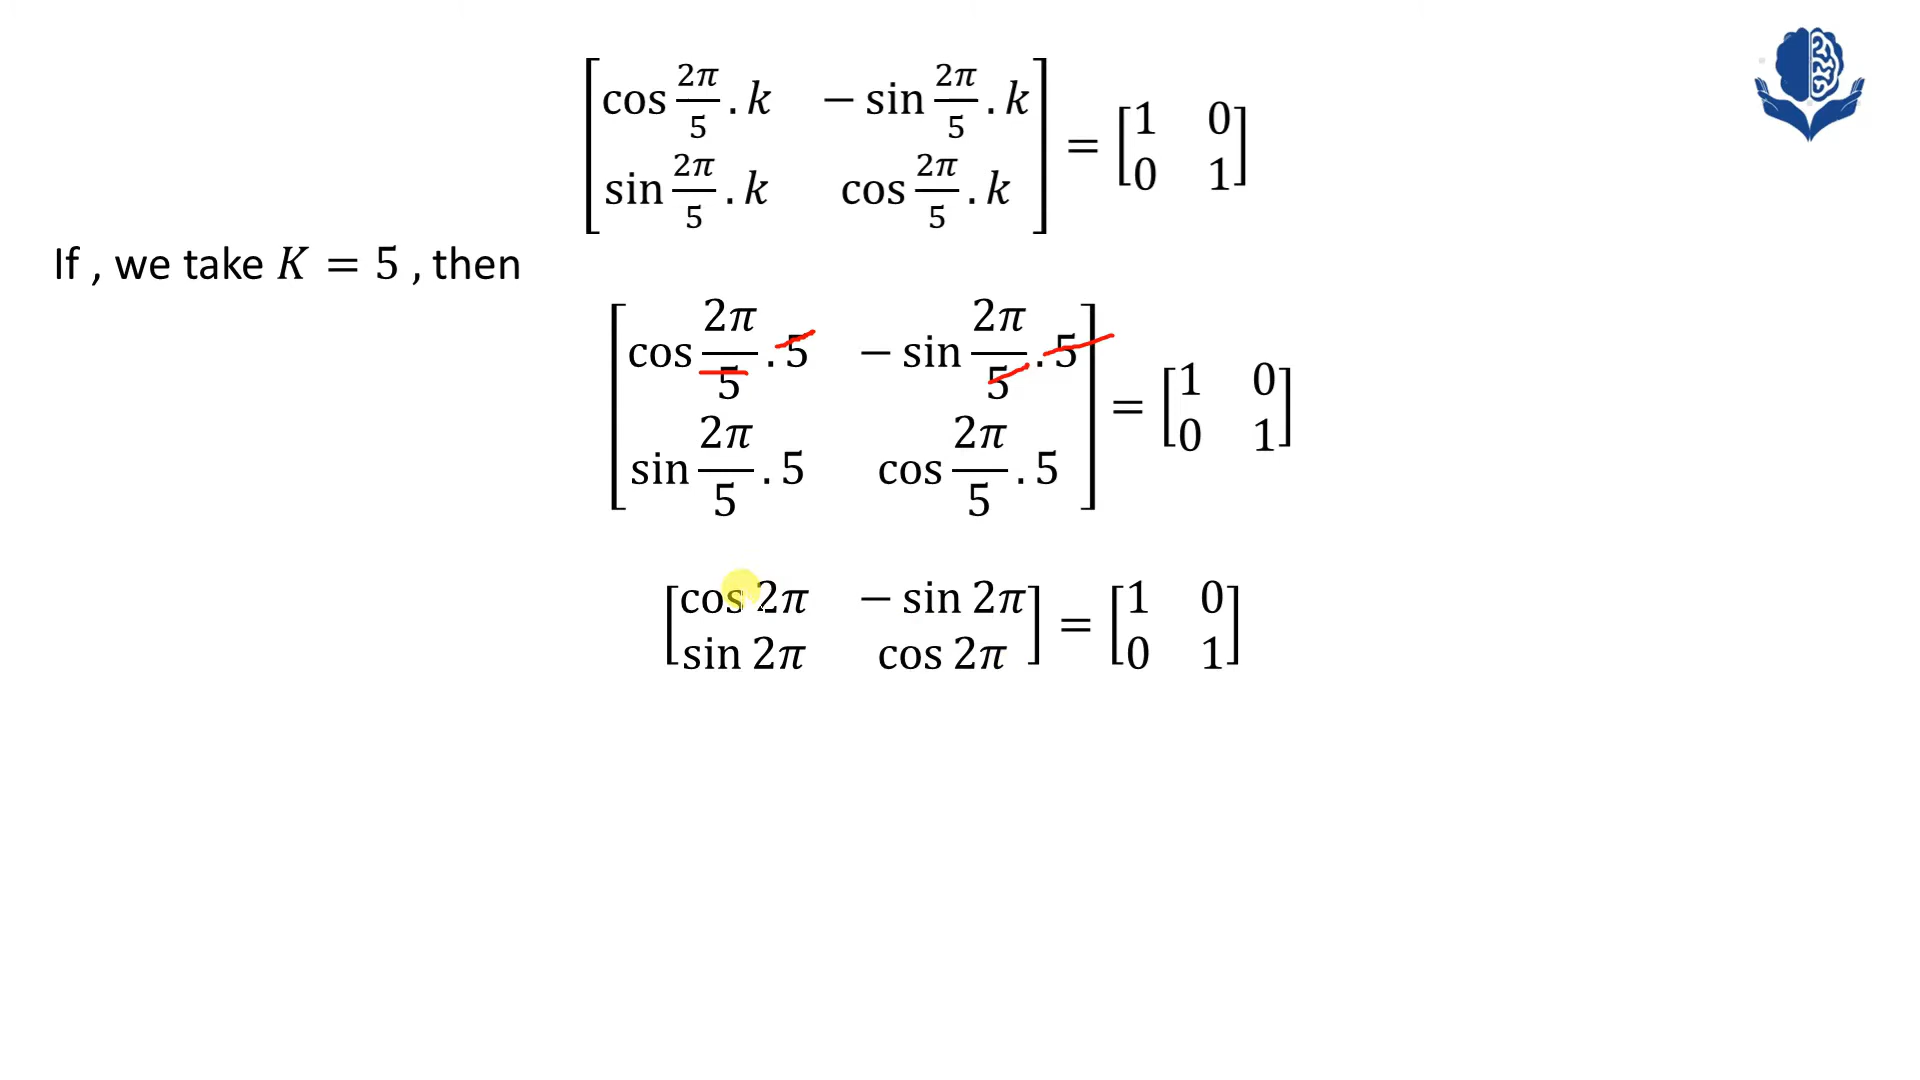 [cos 2π/5 . k   − sin 2π/5 . k
sin 2π/5 . k   cos 2π/5 . k] = [1 0
0 1]
If , we take K = 5 , then
[cos 2π/5 . 5   − sin 2π/5 . 5
sin 2π/5 . 5   cos 2π/5 . 5] = [1 0
0 1]
[cos 2π   − sin 2π
sin 2π   cos 2π] = [1 0
0 1]